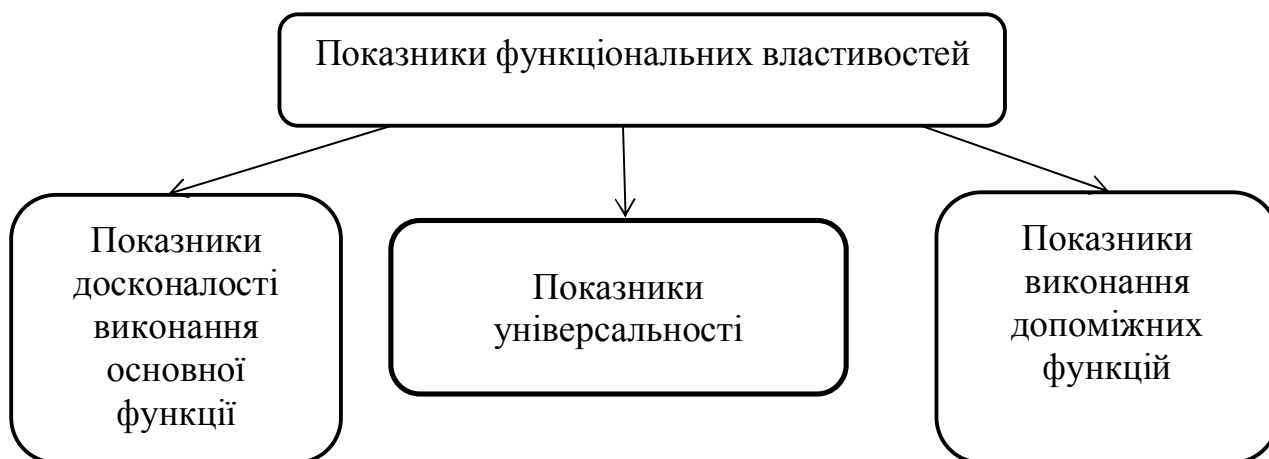 Показники функціональних властивостей
Показники
досконалості
виконання
основної
функції
Показники
універсальності
Показники
виконання
допоміжних
функцій